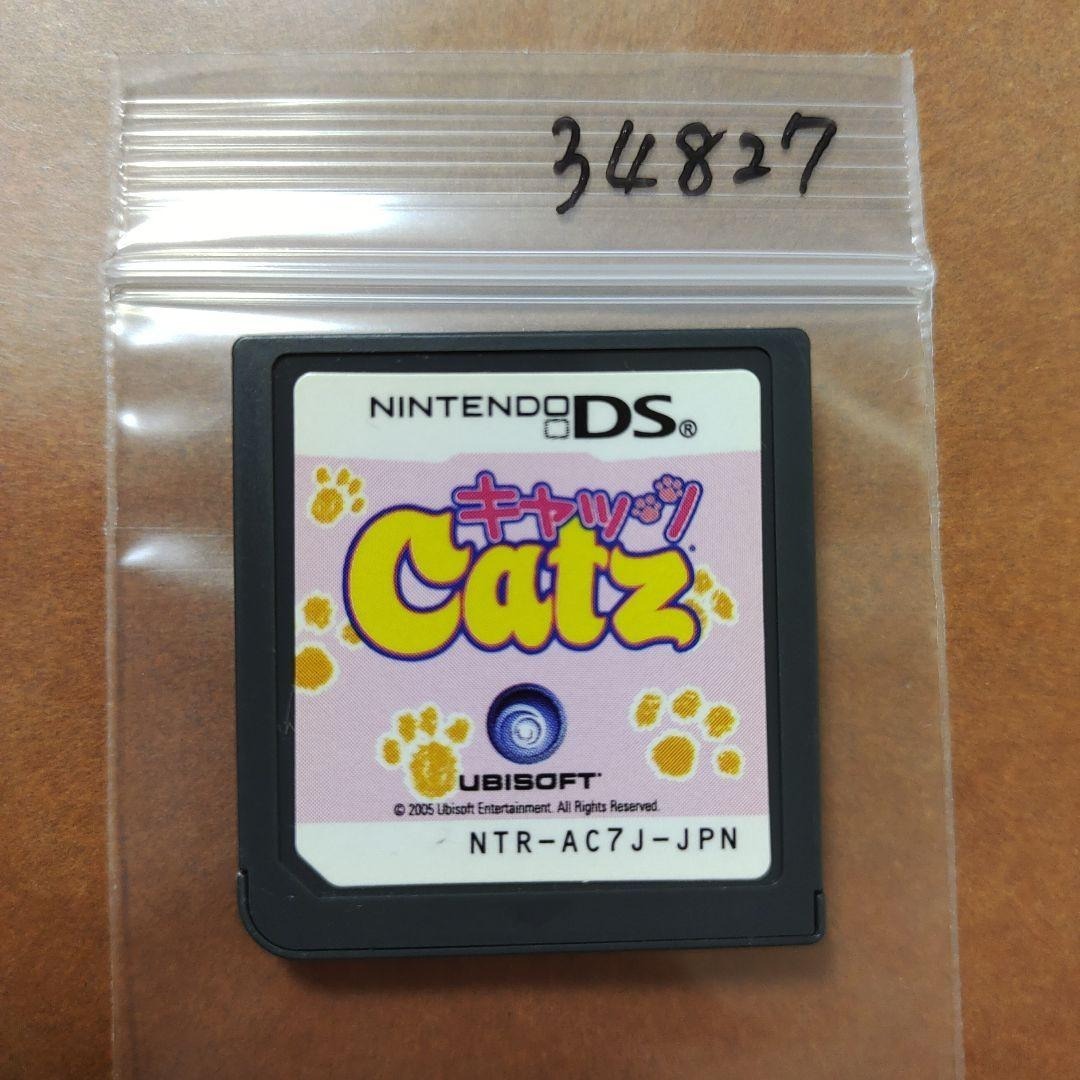 34827
NINTENDO DS®
キャッツ
Catz
UBISOFT
© 2005 Ubisoft Entertainment. All Rights Reserved.
NTR-AC7J-JPN